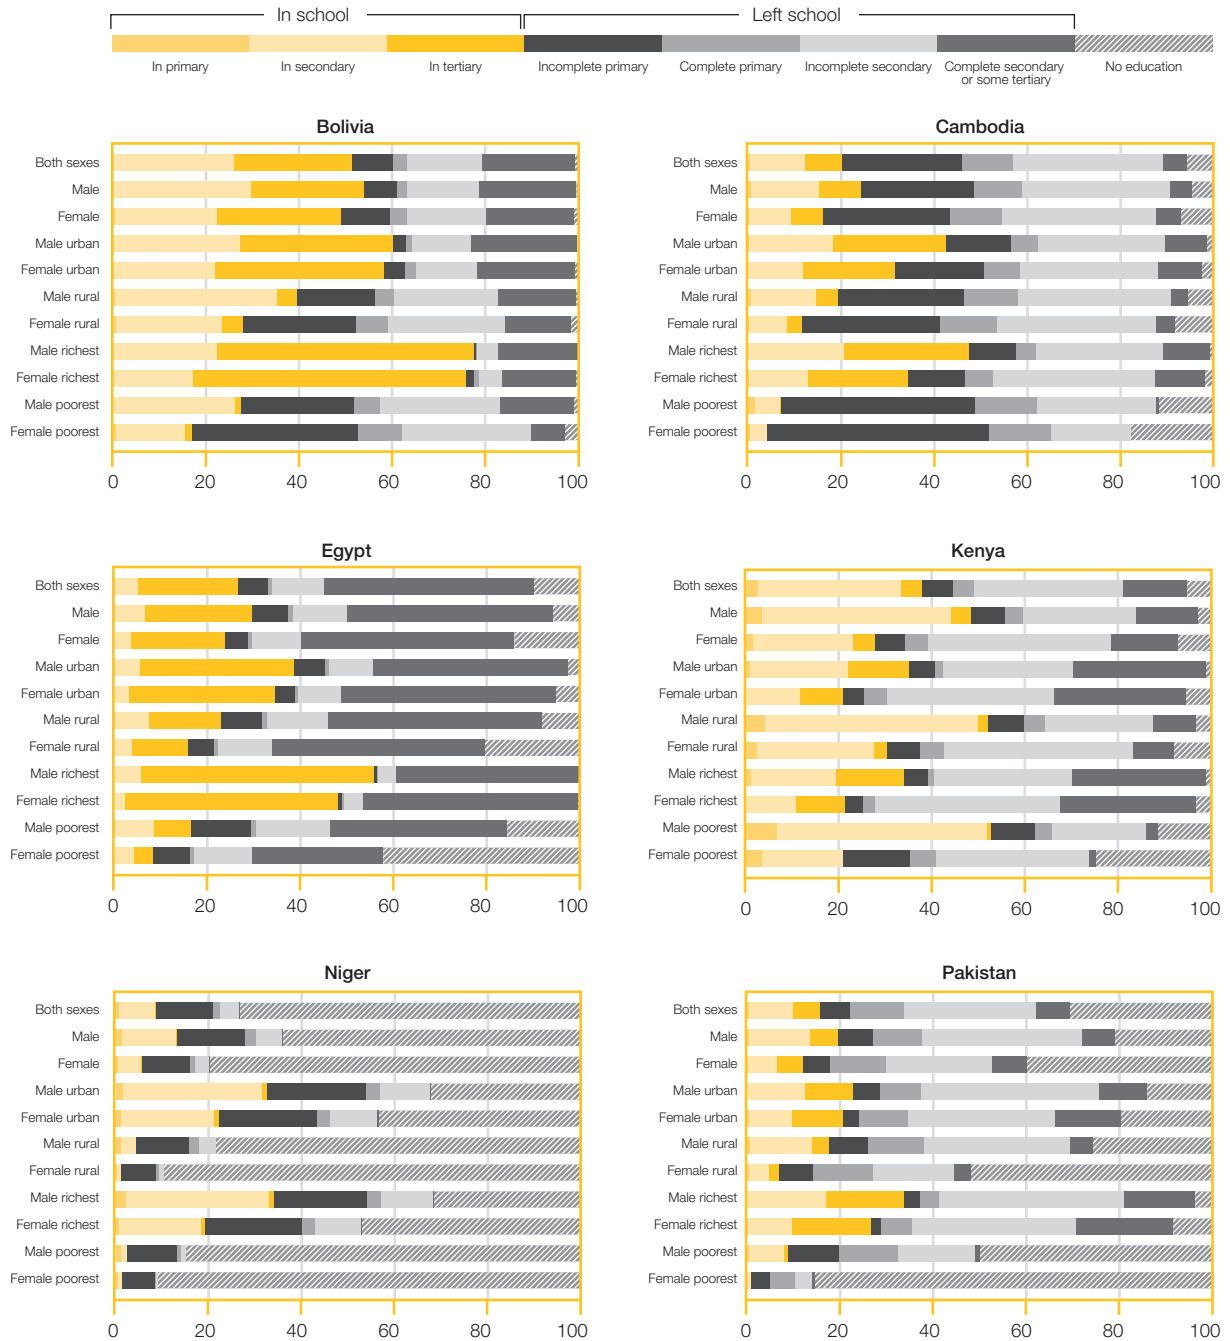 In school
Left school
In primary
In secondary
In tertiary
Incomplete primary
Complete primary
Incomplete secondary
Complete secondary
or some tertiary
No education
Bolivia
Both sexes
Male
Female
Male urban
Female urban
Male rural
Female rural
Male richest
Female richest
Male poorest
Female poorest
0 20 40 60 80 100
Cambodia
Both sexes
Male
Female
Male urban
Female urban
Male rural
Female rural
Male richest
Female richest
Male poorest
Female poorest
0 20 40 60 80 100
Egypt
Both sexes
Male
Female
Male urban
Female urban
Male rural
Female rural
Male richest
Female richest
Male poorest
Female poorest
0 20 40 60 80 100
Kenya
Both sexes
Male
Female
Male urban
Female urban
Male rural
Female rural
Male richest
Female richest
Male poorest
Female poorest
0 20 40 60 80 100
Niger
Both sexes
Male
Female
Male urban
Female urban
Male rural
Female rural
Male richest
Female richest
Male poorest
Female poorest
0 20 40 60 80 100
Pakistan
Both sexes
Male
Female
Male urban
Female urban
Male rural
Female rural
Male richest
Female richest
Male poorest
Female poorest
0 20 40 60 80 100